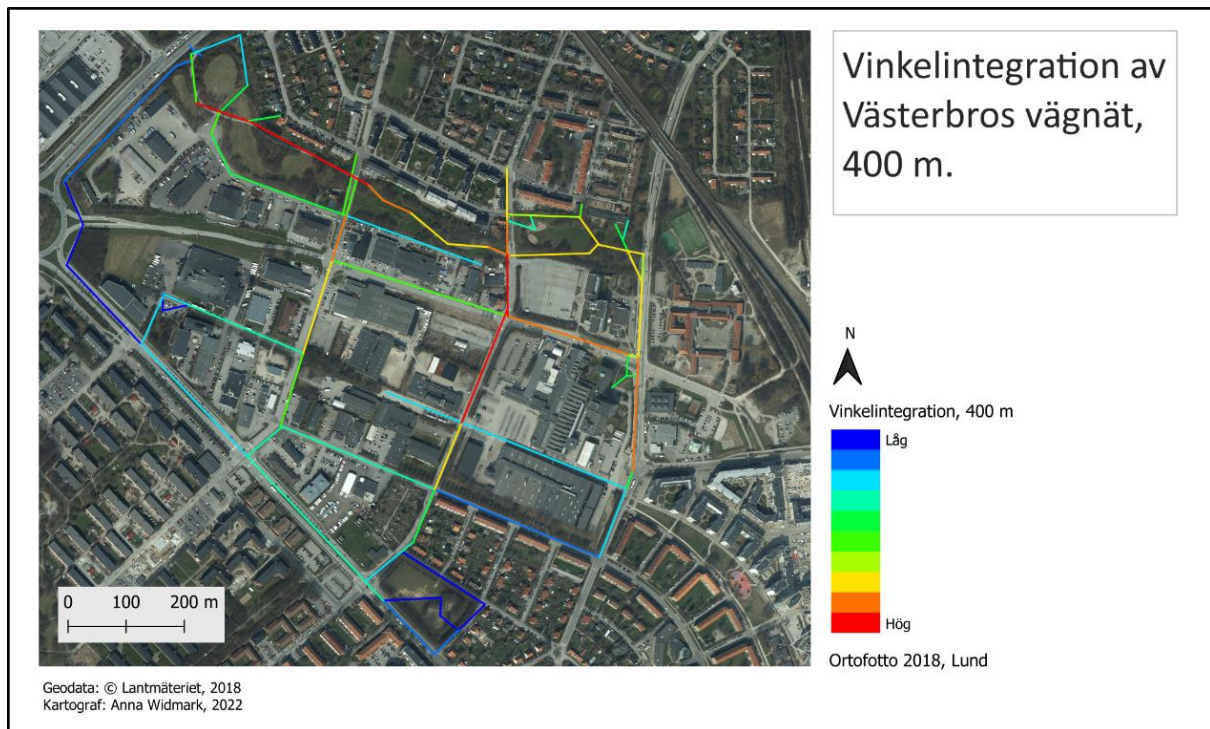 Vinkelintegration av
Västerbros vägnät,
400 m.
N
Vinkelintegration, 400 m
Låg
Hög
Ortofotto 2018, Lund
0 100 200 m
Geodata: © Lantmäteriet, 2018
Kartograf: Anna Widmark, 2022